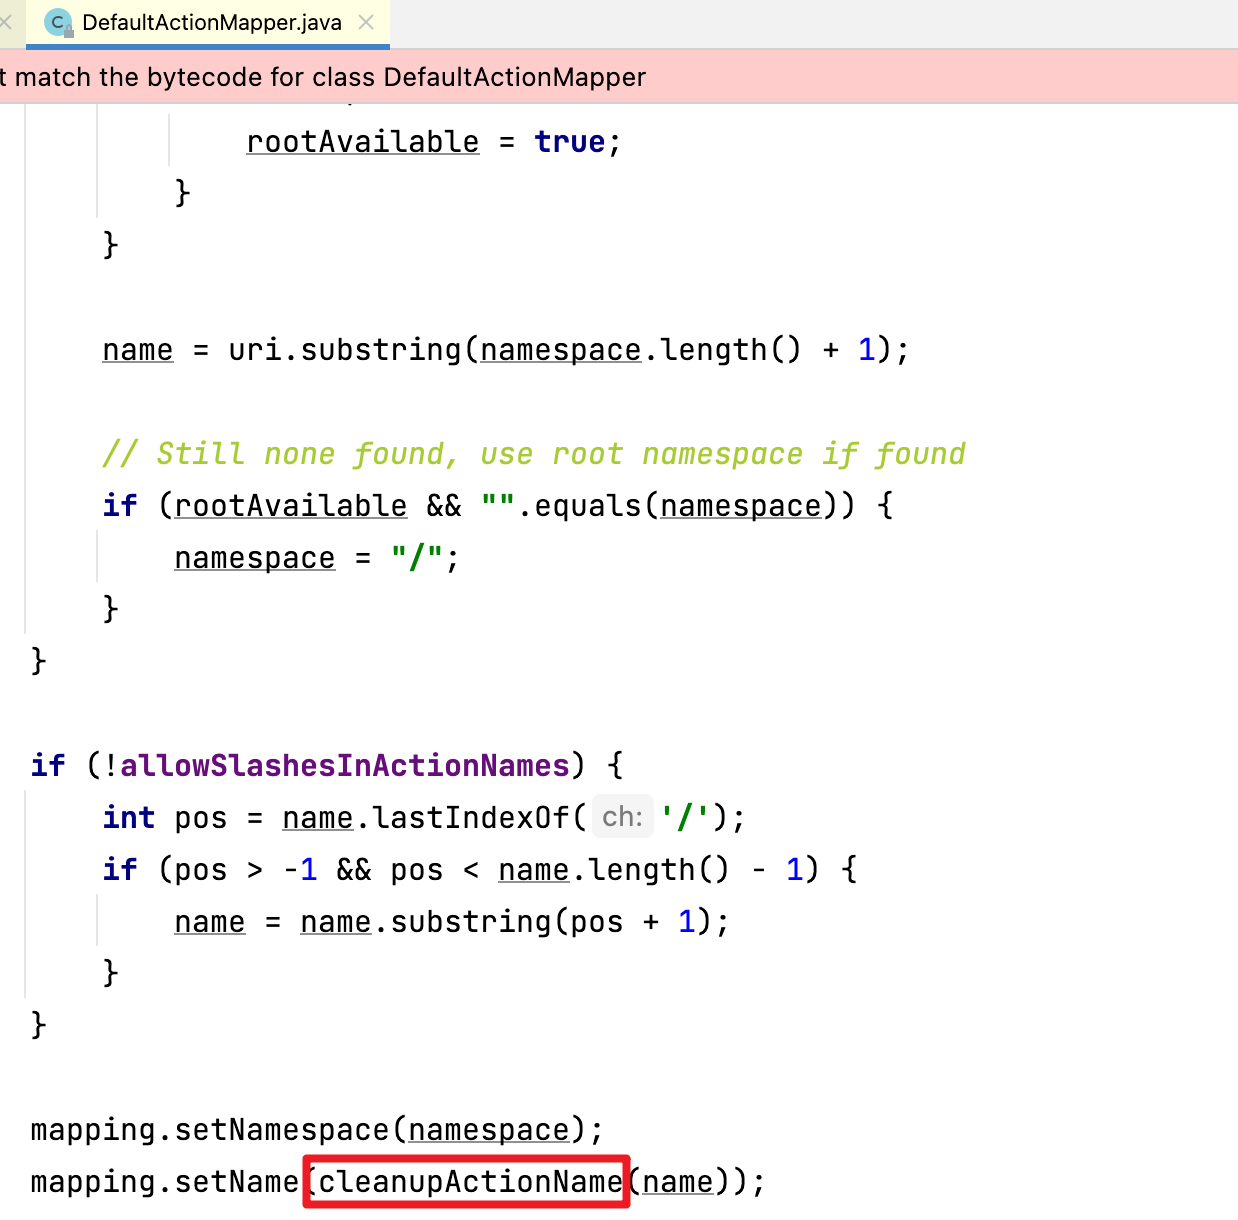 C DefaultActionMapper.java
t match the bytecode for class DefaultActionMapper
rootAvailable = true;
}
}
name = uri.substring(namespace.length() + 1);
// Still none found, use root namespace if found
if (rootAvailable && "".equals(namespace)) {
namespace = "/";
}
}
if (!allowSlashesInActionNames) {
int pos = name.lastIndexOf( ch: '/');
if (pos > -1 && pos < name.length() - 1) {
name = name.substring(pos + 1);
}
}
mapping.setNamespace(namespace);
mapping.setName(cleanupActionName(name));